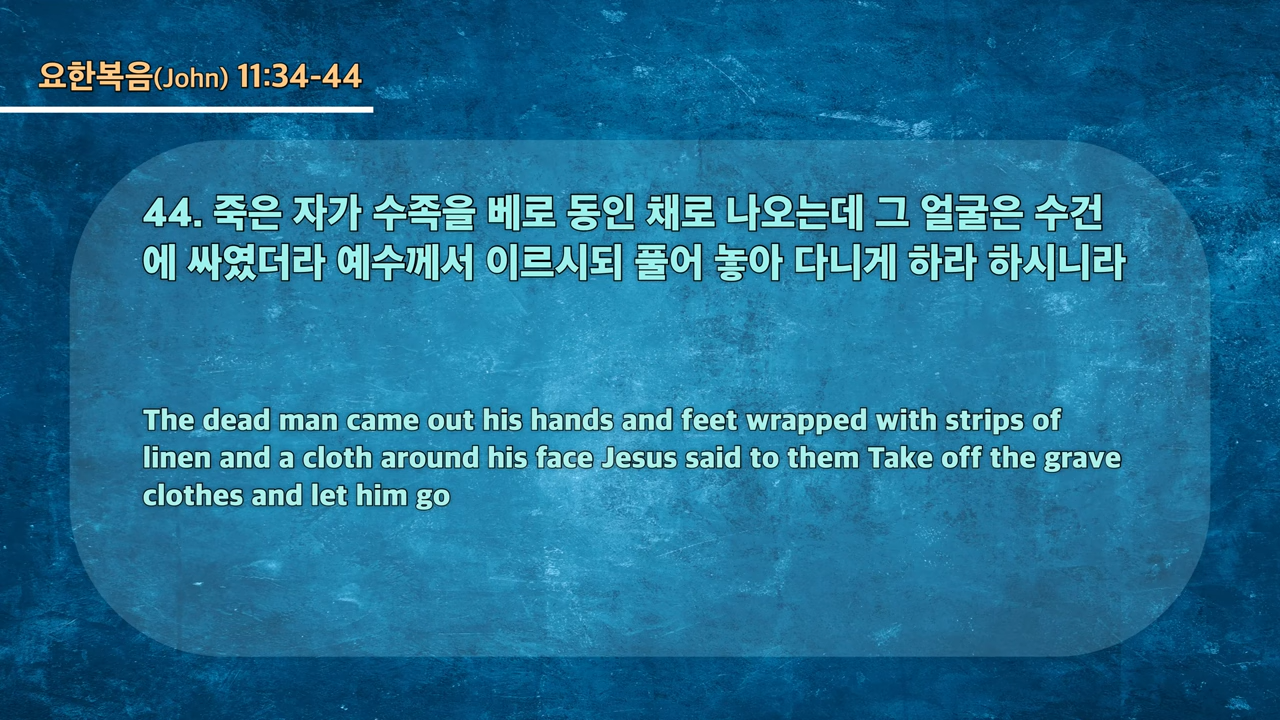 요한복음(John) 11:34-44
44. 죽은 자가 수족을 베로 동인 채로 나오는데 그 얼굴은 수건
에 싸였더라 예수께서 이르시되 풀어 놓아 다니게 하라 하시니라
The dead man came out his hands and feet wrapped with strips of
linen and a cloth around his face Jesus said to them Take off the grave
clothes and let him go